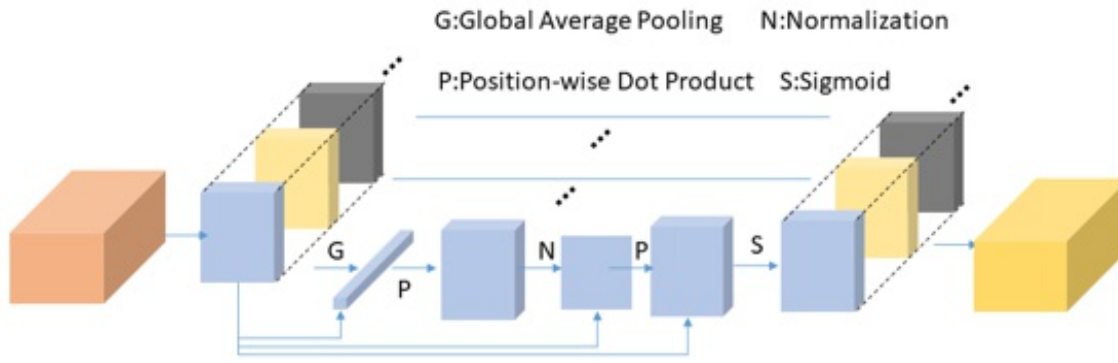 G:Global Average Pooling N:Normalization
P:Position-wise Dot Product S:Sigmoid
G
P
N
P
S